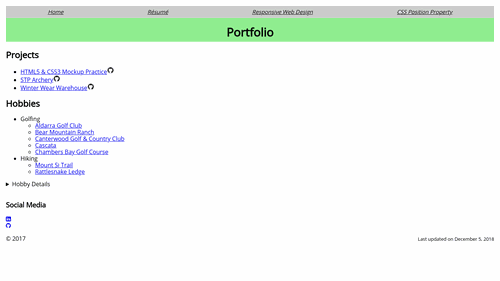 Home Résumé Responsive Web Design CSS Position Property
Portfolio
Projects
HTML5 & CSS3 Mockup Practice
STP Archery
Winter Wear Warehouse
Hobbies
Golfing
Aldarra Golf Club
Bear Mountain Ranch
Canterwood Golf & Country Club
Cascata
Chambers Bay Golf Course
Hiking
Mount Si Trail
Rattlesnake Ledge
Hobby Details
Social Media
© 2017 Last updated on December 5, 2018